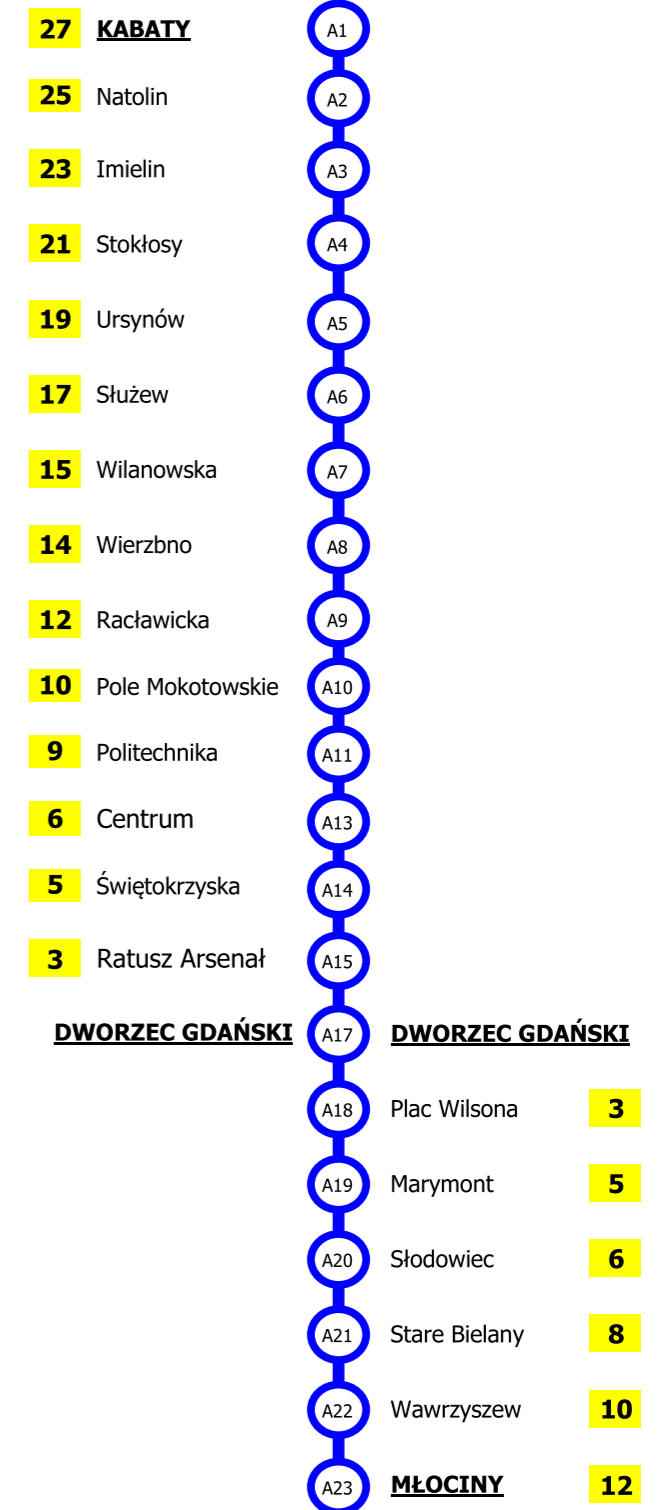 27 KABATY A1
25 Natolin A2
23 Imielin A3
21 Stokłosy A4
19 Ursynów A5
17 Służew A6
15 Wilanowska A7
14 Wierzbno A8
12 Racławicka A9
10 Pole Mokotowskie A10
9 Politechnika A11
6 Centrum A13
5 Świętokrzyska A14
3 Ratusz Arsenał A15
DWORZEC GDAŃSKI A17 DWORZEC GDAŃSKI
A18 Plac Wilsona 3
A19 Marymont 5
A20 Słodowiec 6
A21 Stare Bielany 8
A22 Wawrzyszew 10
A23 MŁOCINY 12